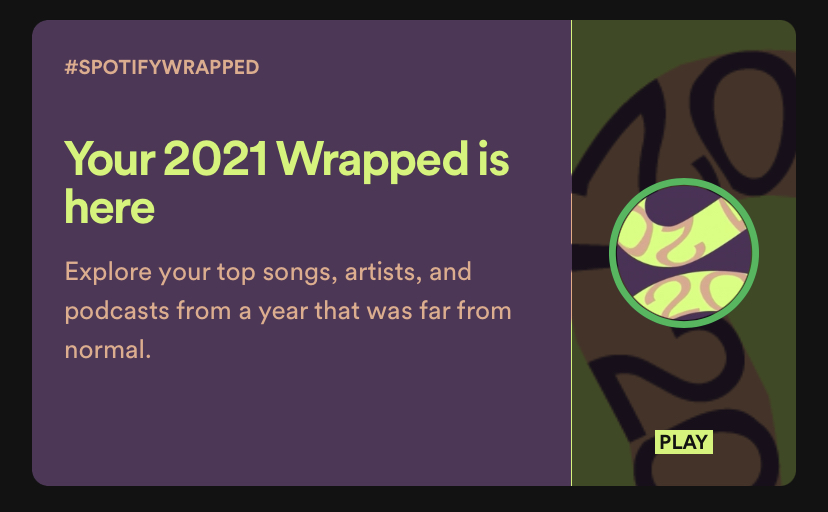 #SPOTIFYWRAPPED
Your 2021 Wrapped is
here
Explore your top songs, artists, and
podcasts from a year that was far from
normal.
PLAY